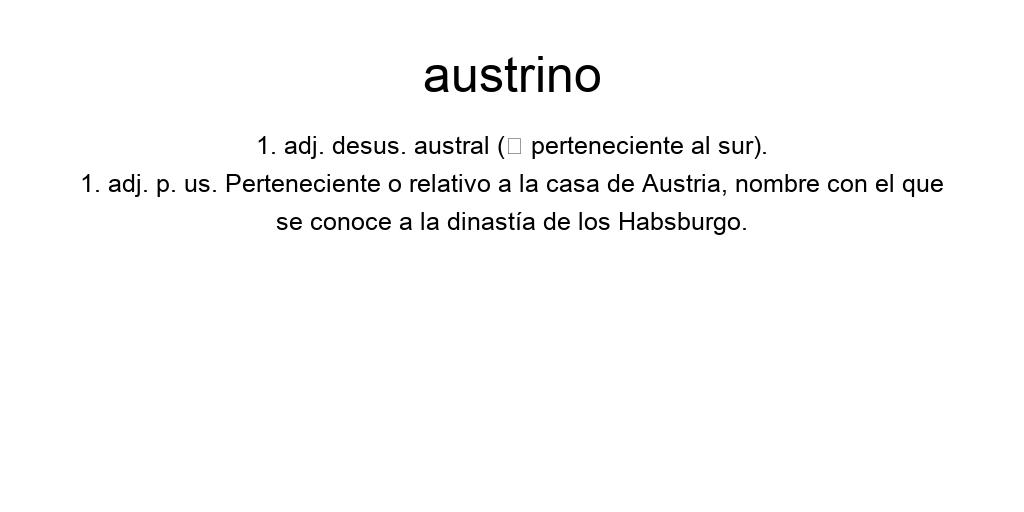 austrino
1. adj. desus. austral (□ perteneciente al sur).
1. adj. p. us. Perteneciente o relativo a la casa de Austria, nombre con el que
se conoce a la dinastía de los Habsburgo.